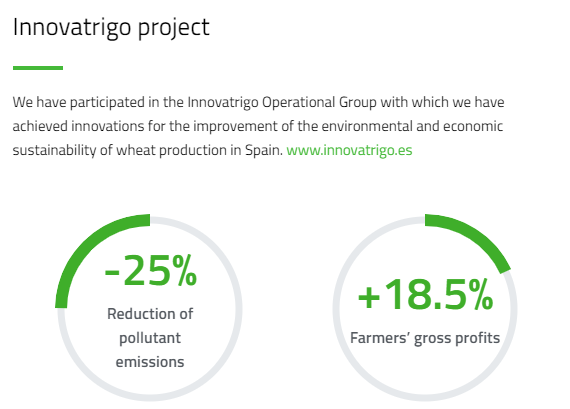 Innovatrigo project
We have participated in the Innovatrigo Operational Group with which we have
achieved innovations for the improvement of the environmental and economic
sustainability of wheat production in Spain. www.innovatrigo.es
-25%
Reduction of
pollutant
emissions
+18.5%
Farmers’ gross profits